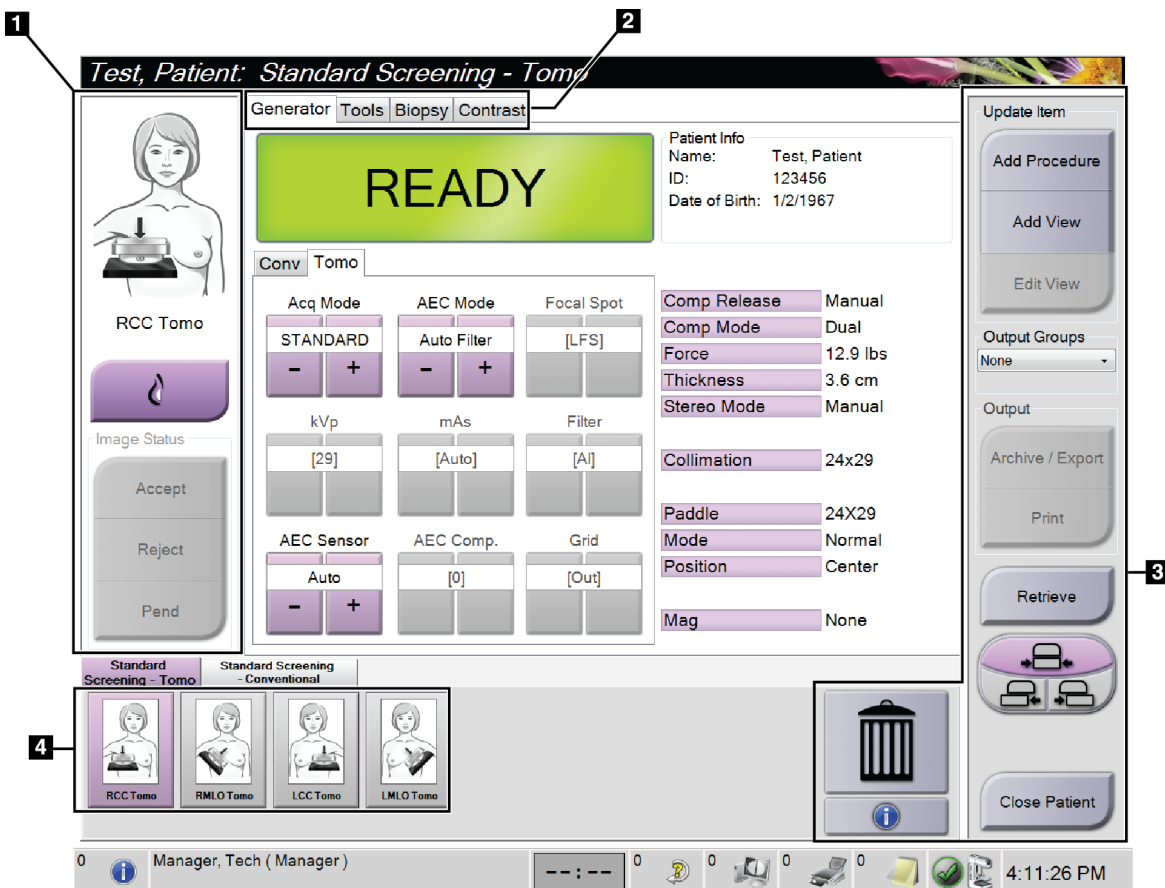 1
2
Test, Patient: Standard Screening - Tomo
Generator Tools Biopsy Contrast
READY
Patient Info
Name: Test, Patient
ID: 123456
Date of Birth: 1/2/1967
RCC Tomo
Image Status
Accept
Reject
Pend
Conv Tomo
Acq Mode AEC Mode Focal Spot
STANDARD Auto Filter [LFS]
- + - +
kVp mAs Filter
[29] [Auto] [Al]
AEC Sensor AEC Comp. Grid
Auto [0] [Out]
- +
Comp Release Manual
Comp Mode Dual
Force 12.9 lbs
Thickness 3.6 cm
Stereo Mode Manual
Collimation 24x29
Paddle 24X29
Mode Normal
Position Center
Mag None
Update Item
Add Procedure
Add View
Edit View
Output Groups
None
Output
Archive / Export
Print
3
Retrieve
Close Patient
Standard
Screening - Tomo
Standard Screening
- Conventional
4
RCC Tomo RMLO Tomo LCC Tomo LMLO Tomo
0 Manager, Tech ( Manager ) --:-- 0 0 0 0 4:11:26 PM